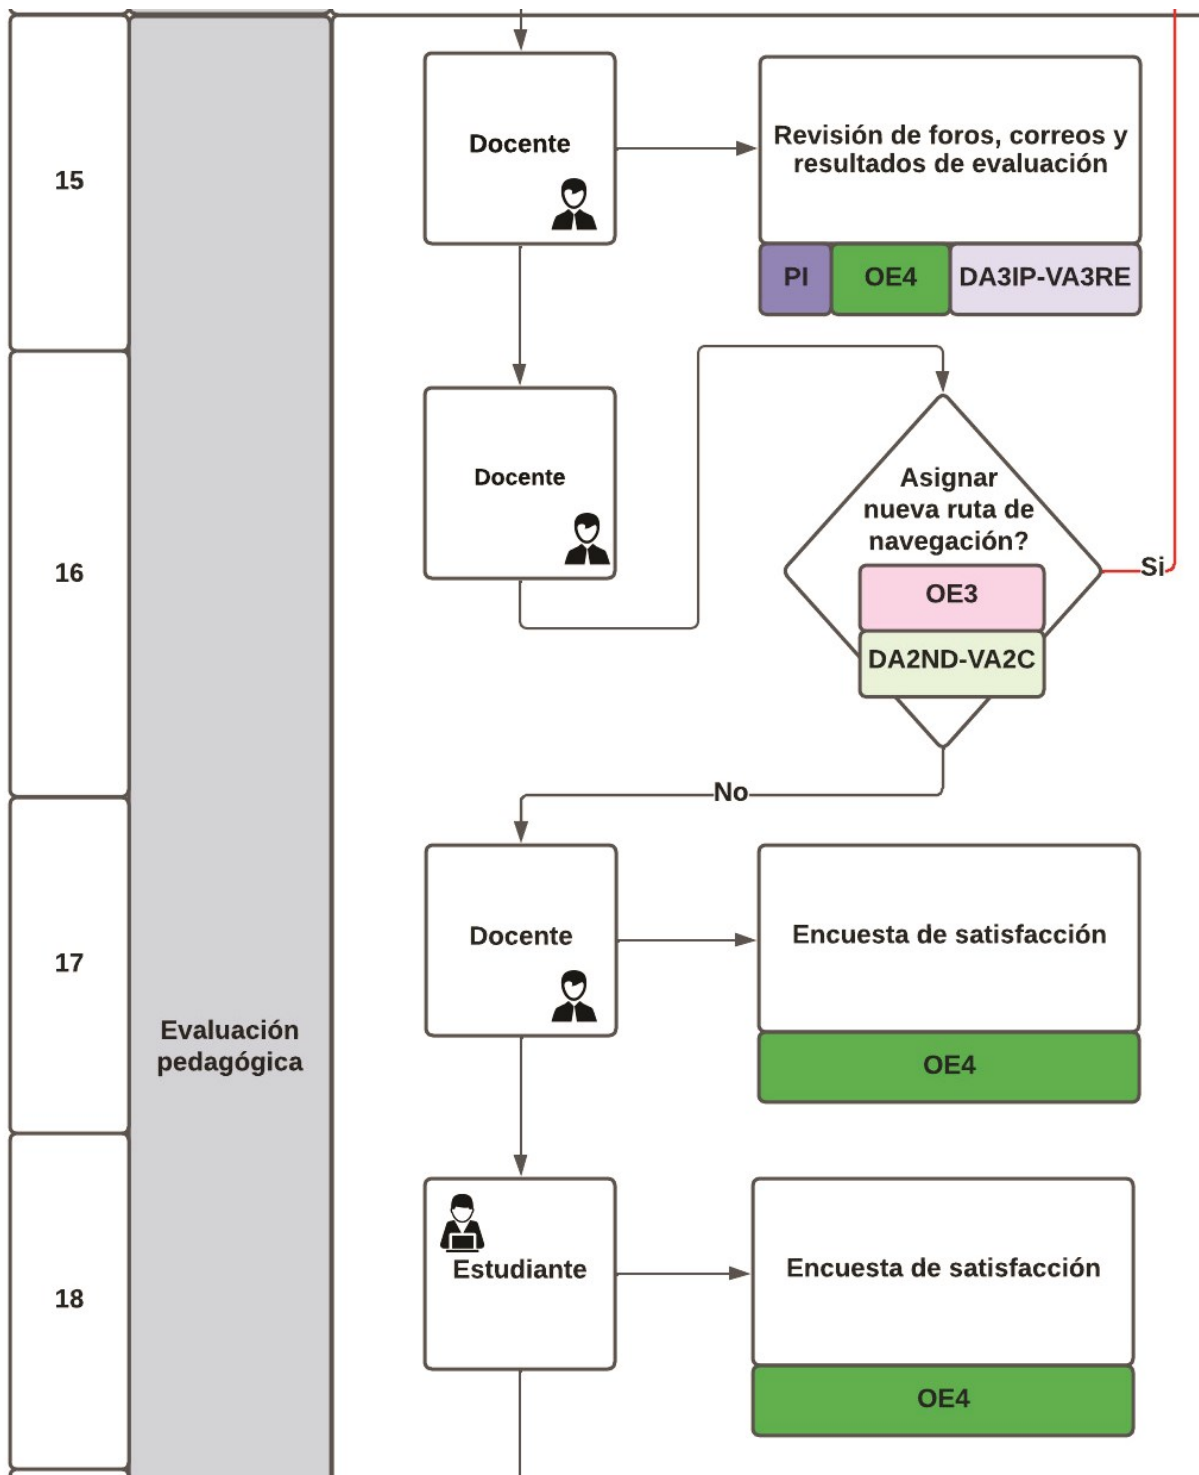 15
Docente
Revisión de foros, correos y
resultados de evaluación
PI
OE4
DA3IP-VA3RE
16
Docente
Asignar
nueva ruta de
navegación?
OE3
DA2ND-VA2C
Si
No
17
Docente
Encuesta de satisfacción
OE4
Evaluación
pedagógica
18
Estudiante
Encuesta de satisfacción
OE4